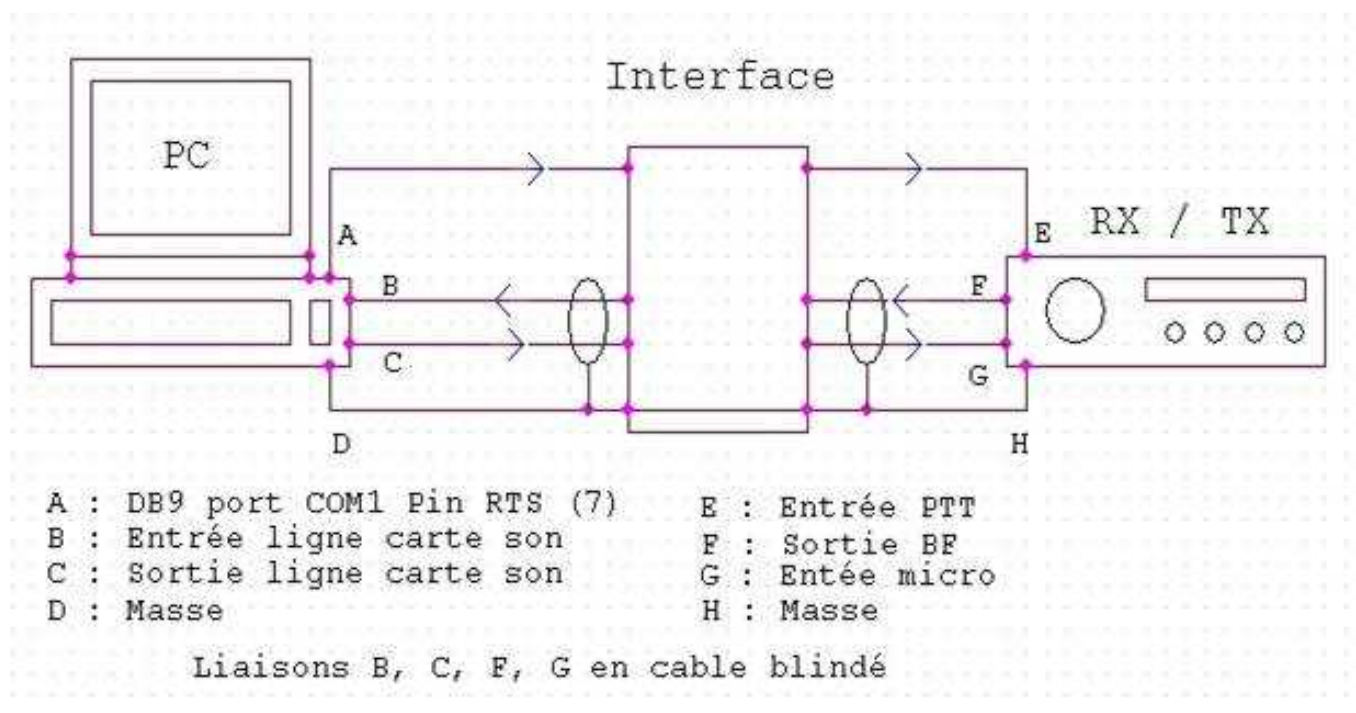 Interface
PC
A
RX / TX
E
B
F
C
G
D
H
A : DB9 port COM1 Pin RTS (7)
B : Entrée ligne carte son
C : Sortie ligne carte son
D : Masse
E : Entrée PTT
F : Sortie BF
G : Entée micro
H : Masse
Liaisons B, C, F, G en cable blindé